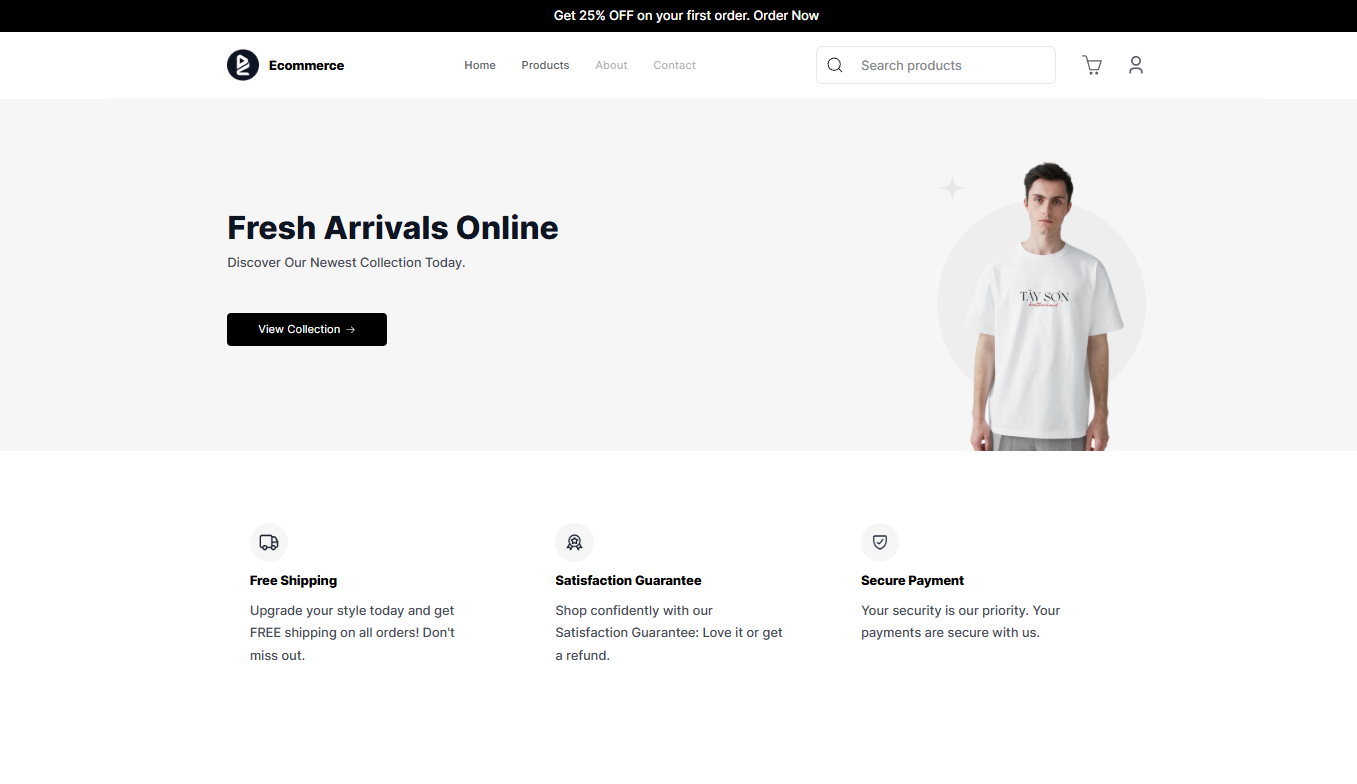 Get 25% OFF on your first order. Order Now
Ecommerce
Home
Products
About
Contact
Search products
Fresh Arrivals Online
Discover Our Newest Collection Today.
View Collection →
TÂY SƠN
brotherhood
Free Shipping
Upgrade your style today and get
FREE shipping on all orders! Don't
miss out.
Satisfaction Guarantee
Shop confidently with our
Satisfaction Guarantee: Love it or get
a refund.
Secure Payment
Your security is our priority. Your
payments are secure with us.